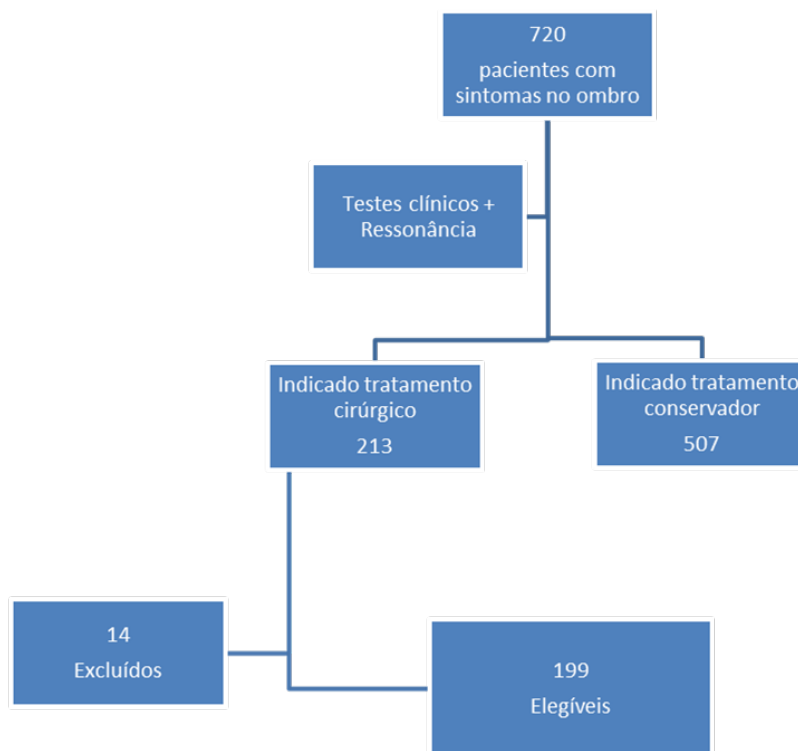 720
pacientes com
sintomas no ombro
Testes clínicos +
Ressonância
Indicado tratamento
cirúrgico
213
Indicado tratamento
conservador
507
14
Excluídos
199
Elegíveis